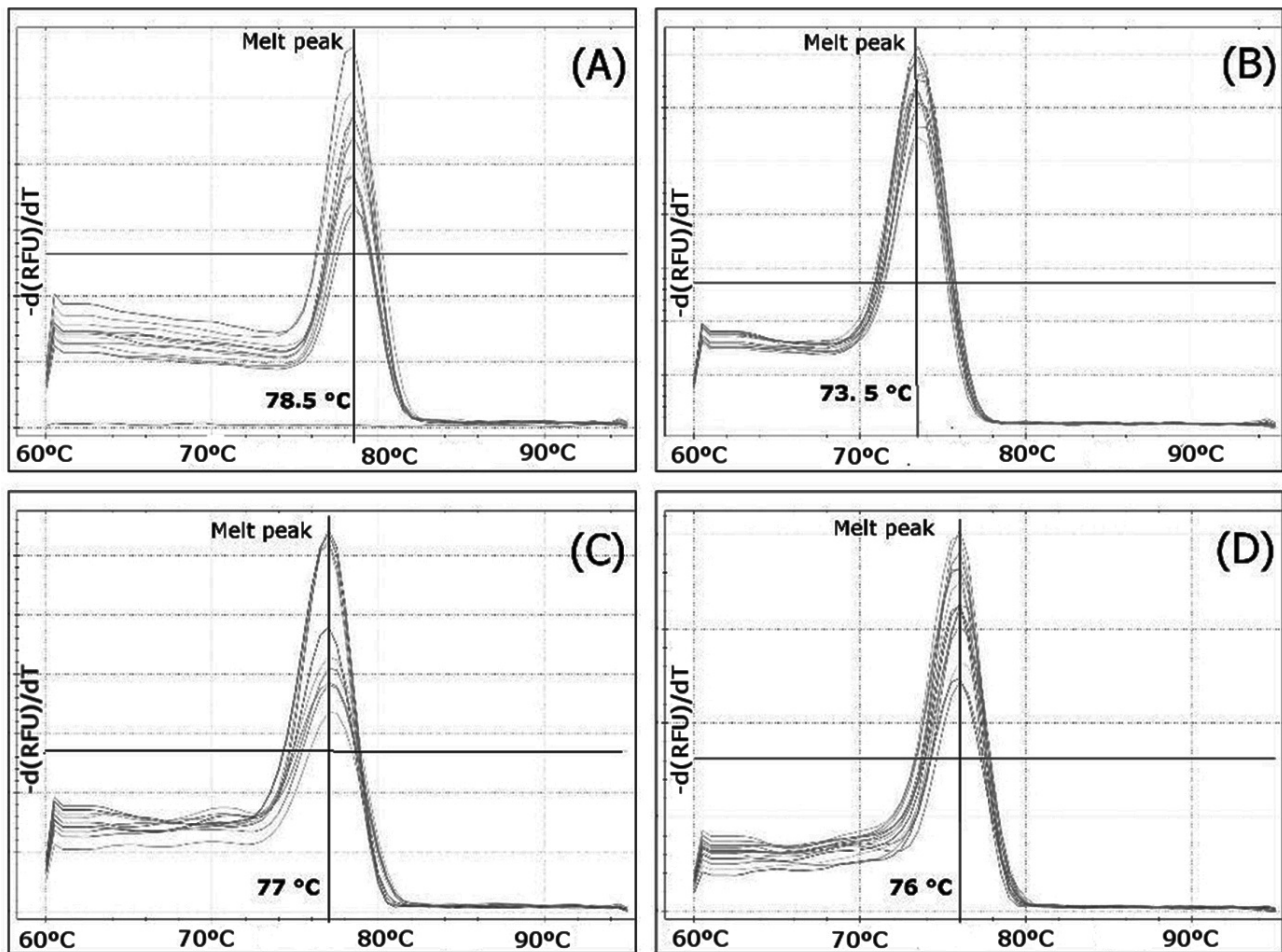 Melt peak
(A)
-d(RFU)/dT
78.5 °C
60ºC 70ºC 80ºC 90ºC
Melt peak
(B)
-d(RFU)/dT
73. 5 °C
60ºC 70ºC 80ºC 90ºC
Melt peak
(C)
-d(RFU)/dT
77 °C
60ºC 70ºC 80ºC 90ºC
Melt peak
(D)
-d(RFU)/dT
76 °C
60ºC 70ºC 80ºC 90ºC